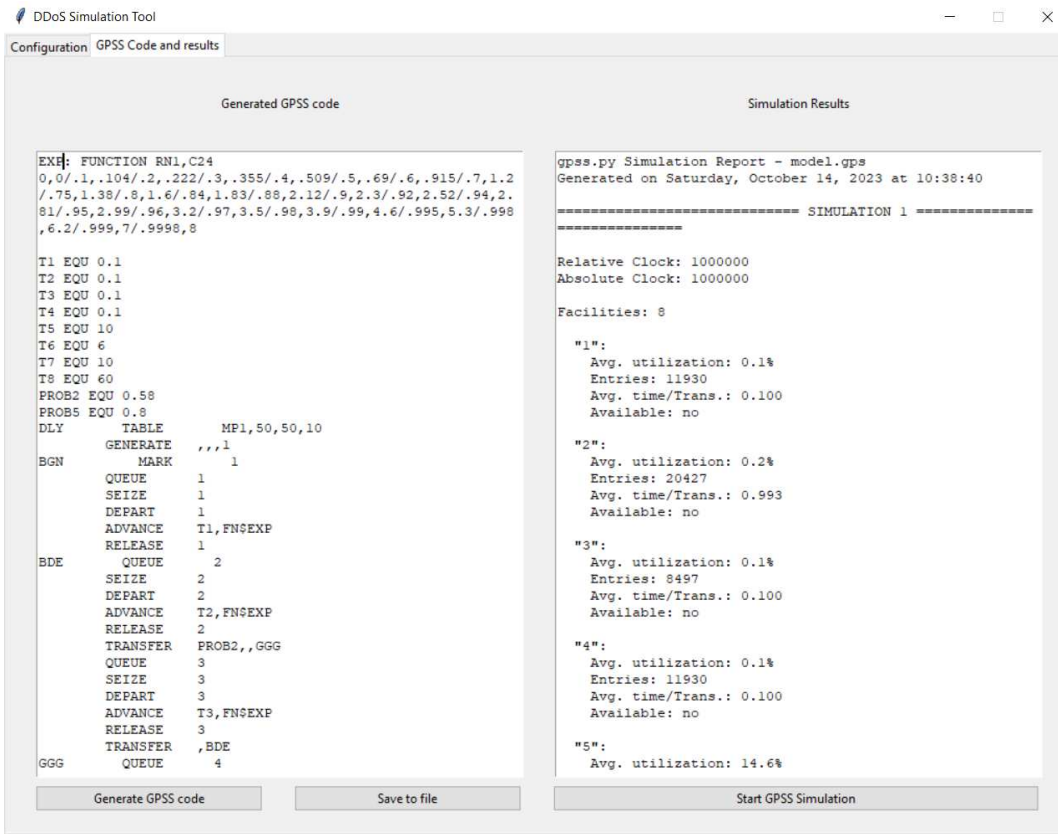 DDoS Simulation Tool
Configuration GPSS Code and results
Generated GPSS code
EXP: FUNCTION RN1,C24
0,0/.1,.104/.2,.222/.3,.355/.4,.509/.5,.69/.6,.915/.7,1.2
/.75,1.38/.8,1.6/.84,1.83/.88,2.12/.9,2.3/.92,2.52/.94,2.
81/.95,2.99/.96,3.2/.97,3.5/.98,3.9/.99,4.6/.995,5.3/.998
,6.2/.999,7/.9998,8
T1 EQU 0.1
T2 EQU 0.1
T3 EQU 0.1
T4 EQU 0.1
T5 EQU 10
T6 EQU 6
T7 EQU 10
T8 EQU 60
PROB2 EQU 0.58
PROB5 EQU 0.8
DLY TABLE MP1,50,50,10
GENERATE ,,,1
BGN MARK 1
QUEUE 1
SEIZE 1
DEPART 1
ADVANCE T1,FN$EXP
RELEASE 1
BDE QUEUE 2
SEIZE 2
DEPART 2
ADVANCE T2,FN$EXP
RELEASE 2
TRANSFER PROB2,,GGG
QUEUE 3
SEIZE 3
DEPART 3
ADVANCE T3,FN$EXP
RELEASE 3
TRANSFER ,BDE
GGG QUEUE 4
Generate GPSS code
Save to file
Simulation Results
gpss.py Simulation Report - model.gps
Generated on Saturday, October 14, 2023 at 10:38:40
============================= SIMULATION 1 ==============
===============
Relative Clock: 1000000
Absolute Clock: 1000000
Facilities: 8
"1":
Avg. utilization: 0.1%
Entries: 11930
Avg. time/Trans.: 0.100
Available: no
"2":
Avg. utilization: 0.2%
Entries: 20427
Avg. time/Trans.: 0.993
Available: no
"3":
Avg. utilization: 0.1%
Entries: 8497
Avg. time/Trans.: 0.100
Available: no
"4":
Avg. utilization: 0.1%
Entries: 11930
Avg. time/Trans.: 0.100
Available: no
"5":
Avg. utilization: 14.6%
Start GPSS Simulation